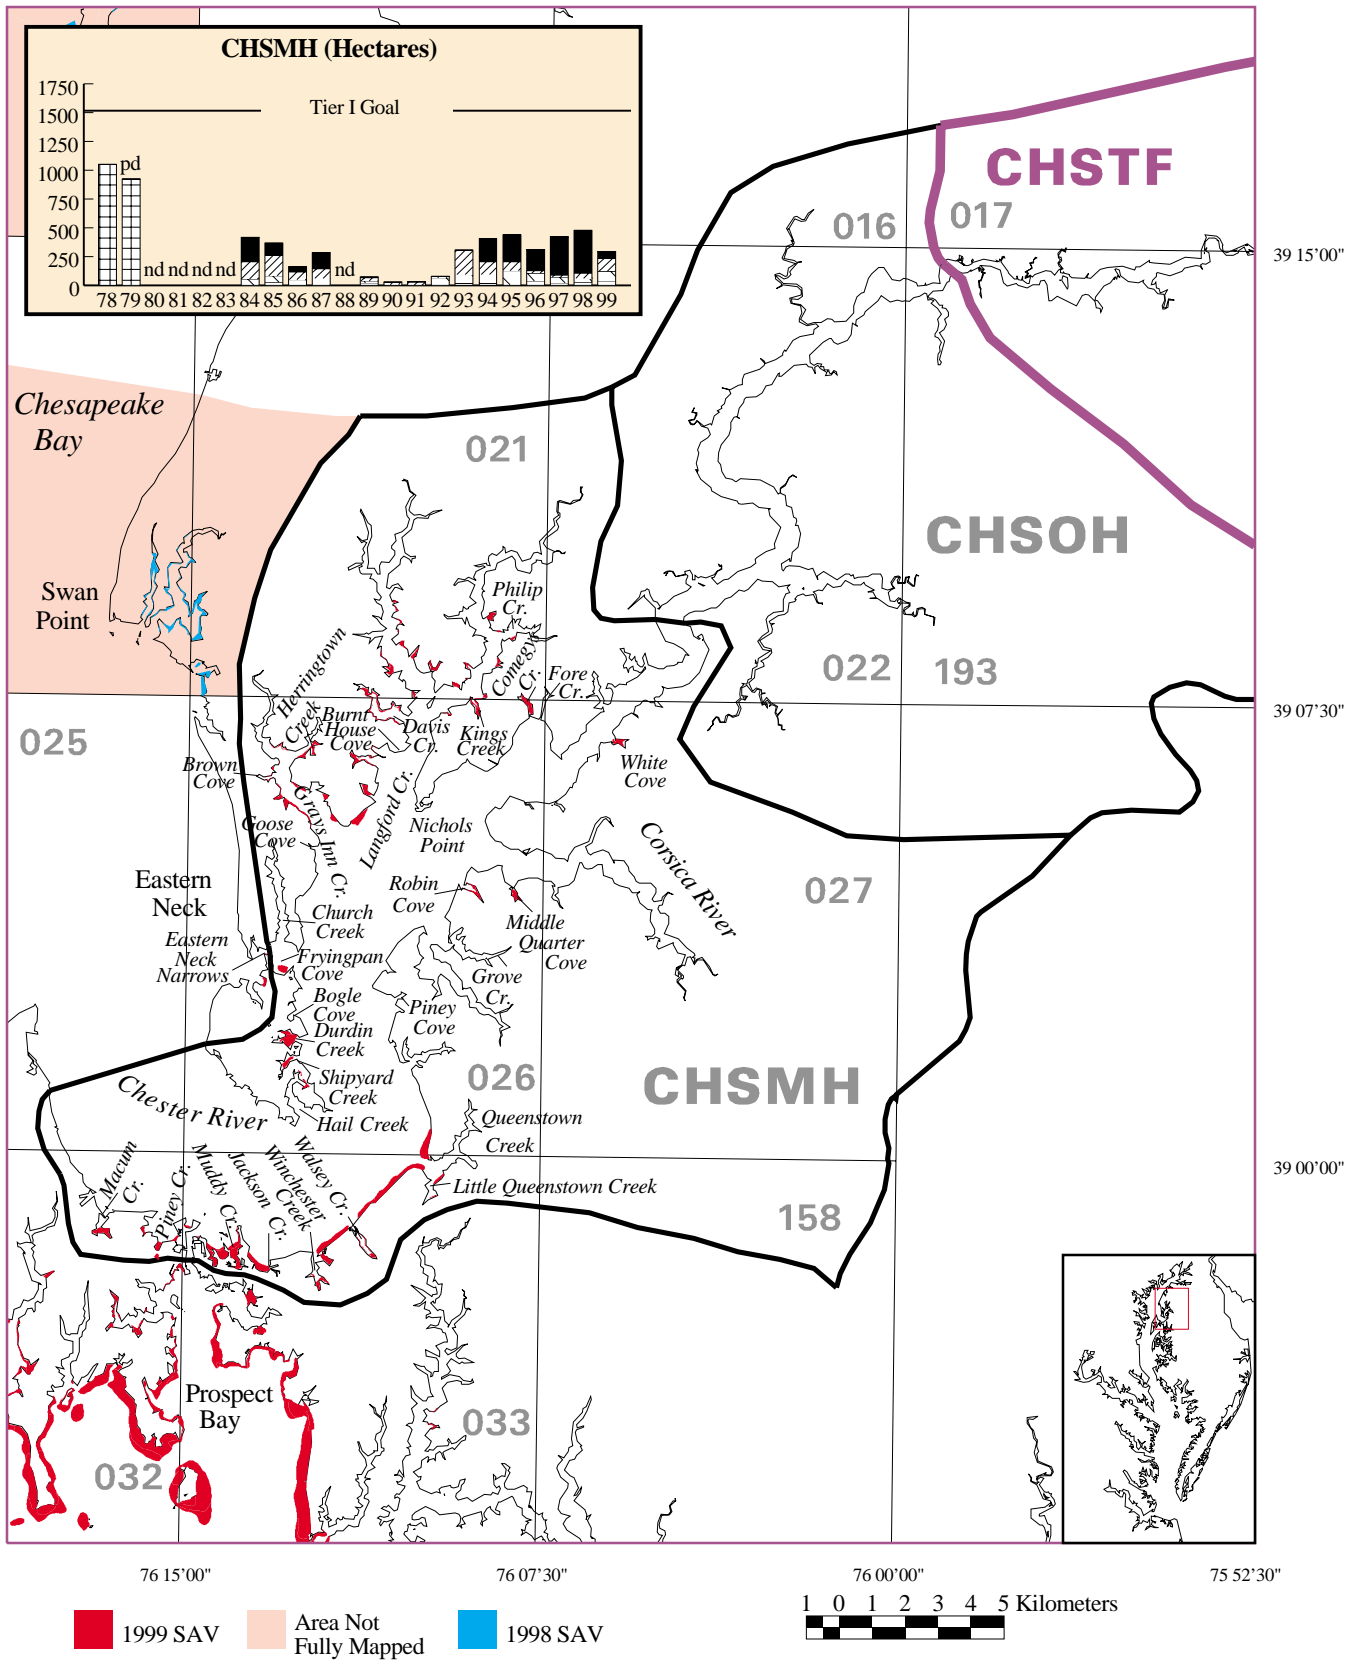 CHSMH (Hectares)
1750
1500
1250
1000
750
500
250
0
Tier I Goal
pd
nd nd nd nd
nd
78 79 80 81 82 83 84 85 86 87 88 89 90 91 92 93 94 95 96 97 98 99
CHSTF
016
017
39 15'00"
Chesapeake
Bay
021
CHSOH
Swan
Point
Philip
Cr.
Herringtown
Creek
Comegys
Cr.
Fore
Cr.
022
193
39 07'30"
025
Burnt
House
Cove
Davis
Cr.
Kings
Creek
White
Cove
Brown
Cove
Grays Inn Cr.
Langford Cr.
Goose
Cove
Nichols
Point
Corsica River
Eastern
Neck
Robin
Cove
027
Church
Creek
Middle
Quarter
Cove
Eastern
Neck
Narrows
Fryingpan
Cove
Grove
Cr.
Bogle
Cove
Piney
Cove
Durdin
Creek
026
CHSMH
Shipyard
Creek
Chester River
Hail Creek
Queenstown
Creek
39 00'00"
Macum
Cr.
Piney Cr.
Muddy Cr.
Jackson Cr.
Winchester
Creek
Walsey Cr.
Little Queenstown Creek
158
Prospect
Bay
033
032
76 15'00"
76 07'30"
76 00'00"
75 52'30"
1999 SAV
Area Not
Fully Mapped
1998 SAV
1 0 1 2 3 4 5 Kilometers